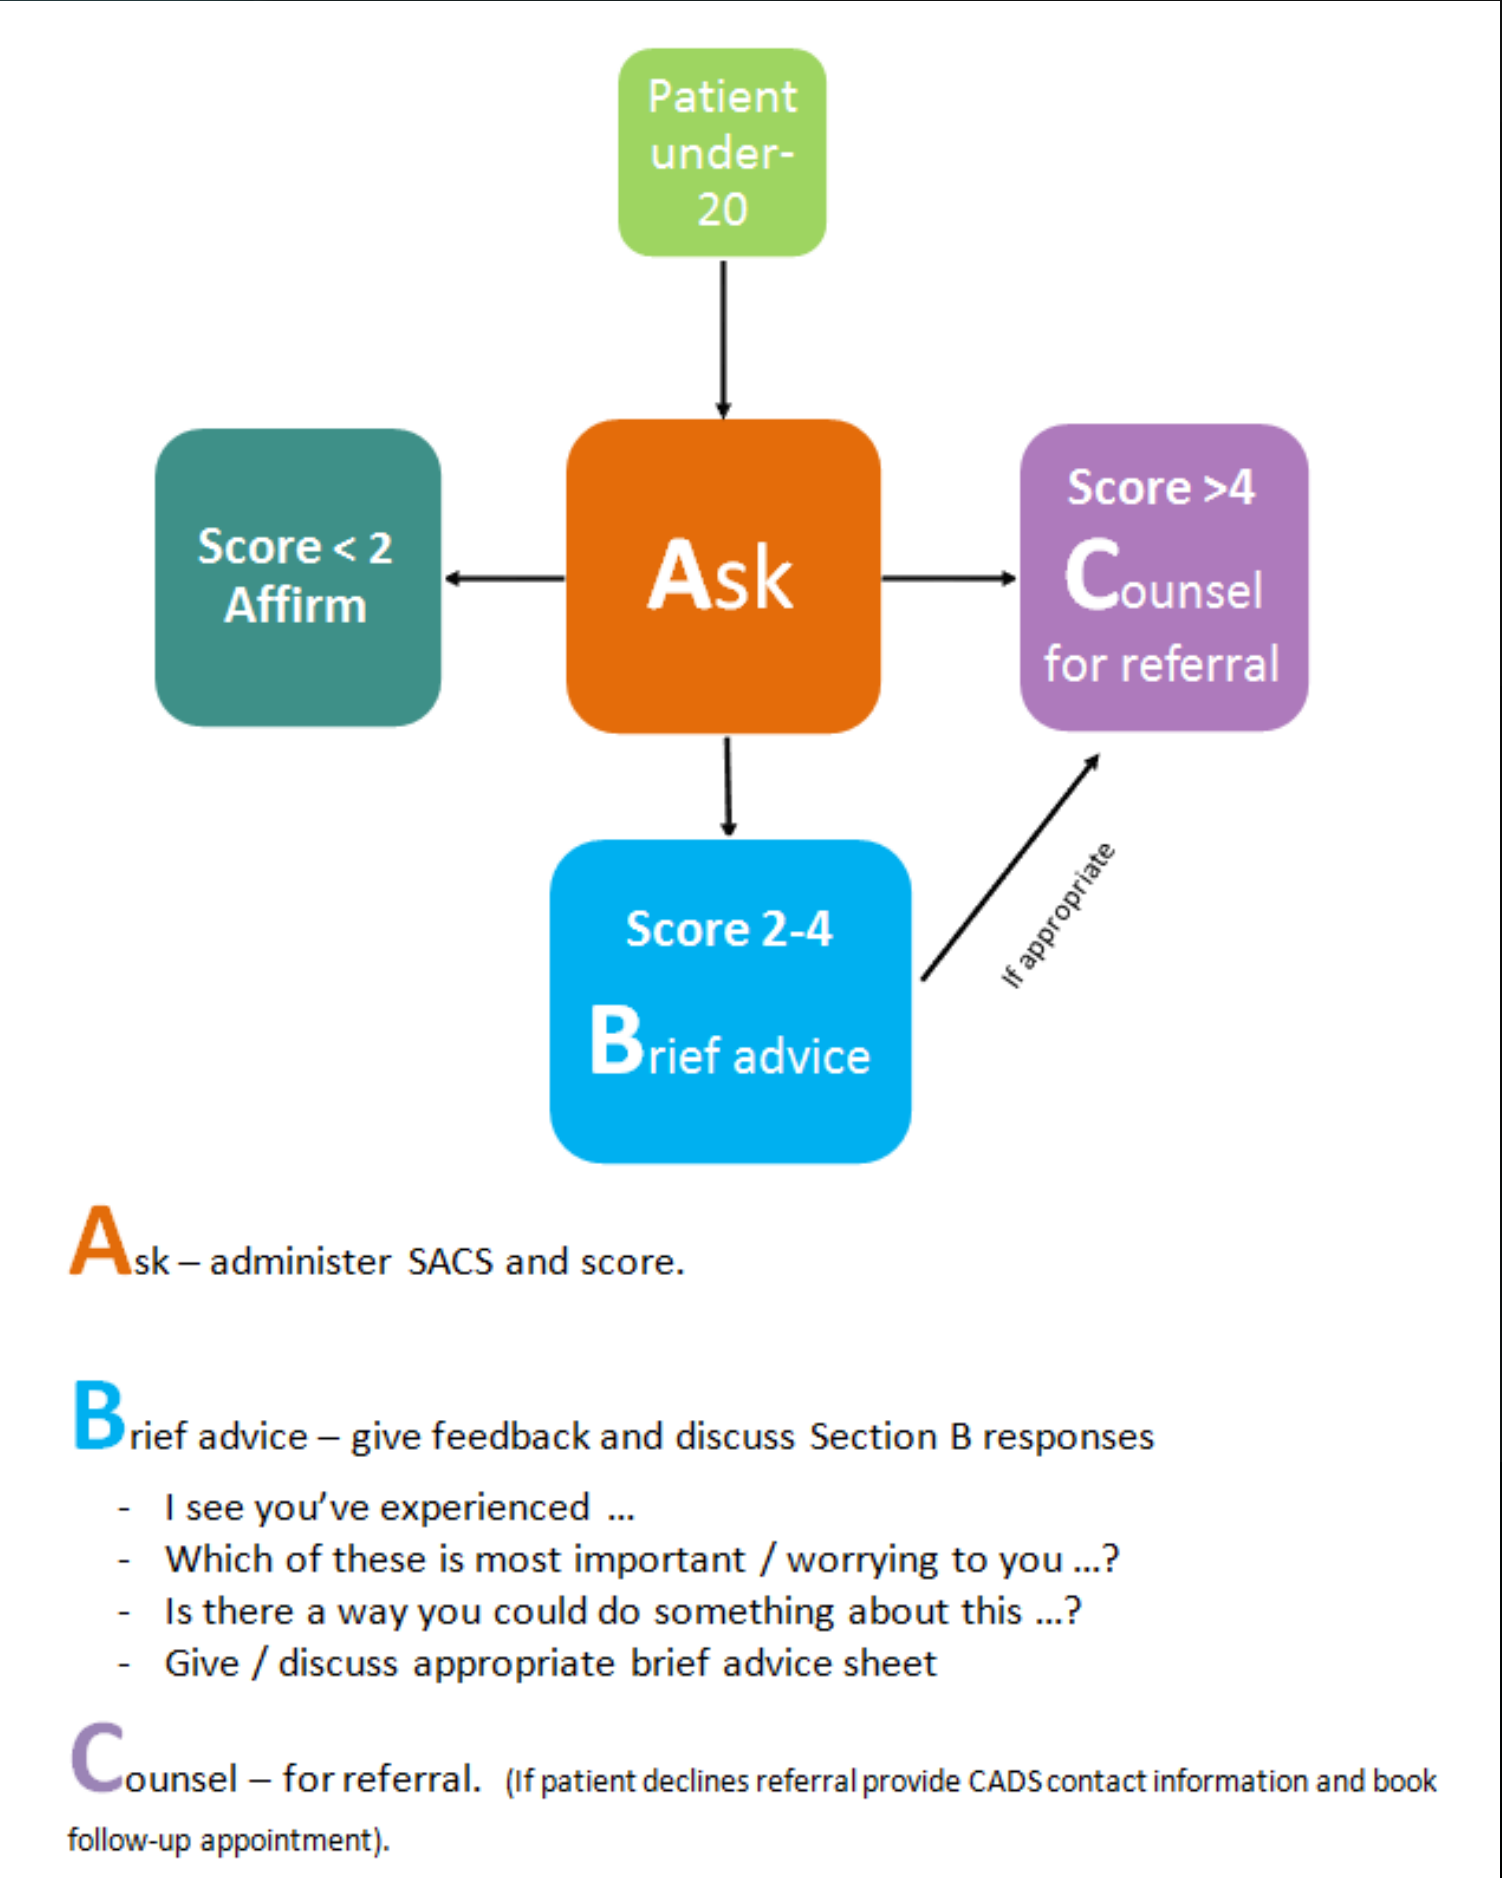 Patient
under-
20
Score < 2
Affirm
Ask
Score >4
Counsel
for referral
If appropriate
Score 2-4
Brief advice
Ask – administer SACS and score.
Brief advice – give feedback and discuss Section B responses
- I see you’ve experienced ...
- Which of these is most important / worrying to you ...?
- Is there a way you could do something about this ...?
- Give / discuss appropriate brief advice sheet
Counsel – for referral. (If patient declines referral provide CADS contact information and book
follow-up appointment).